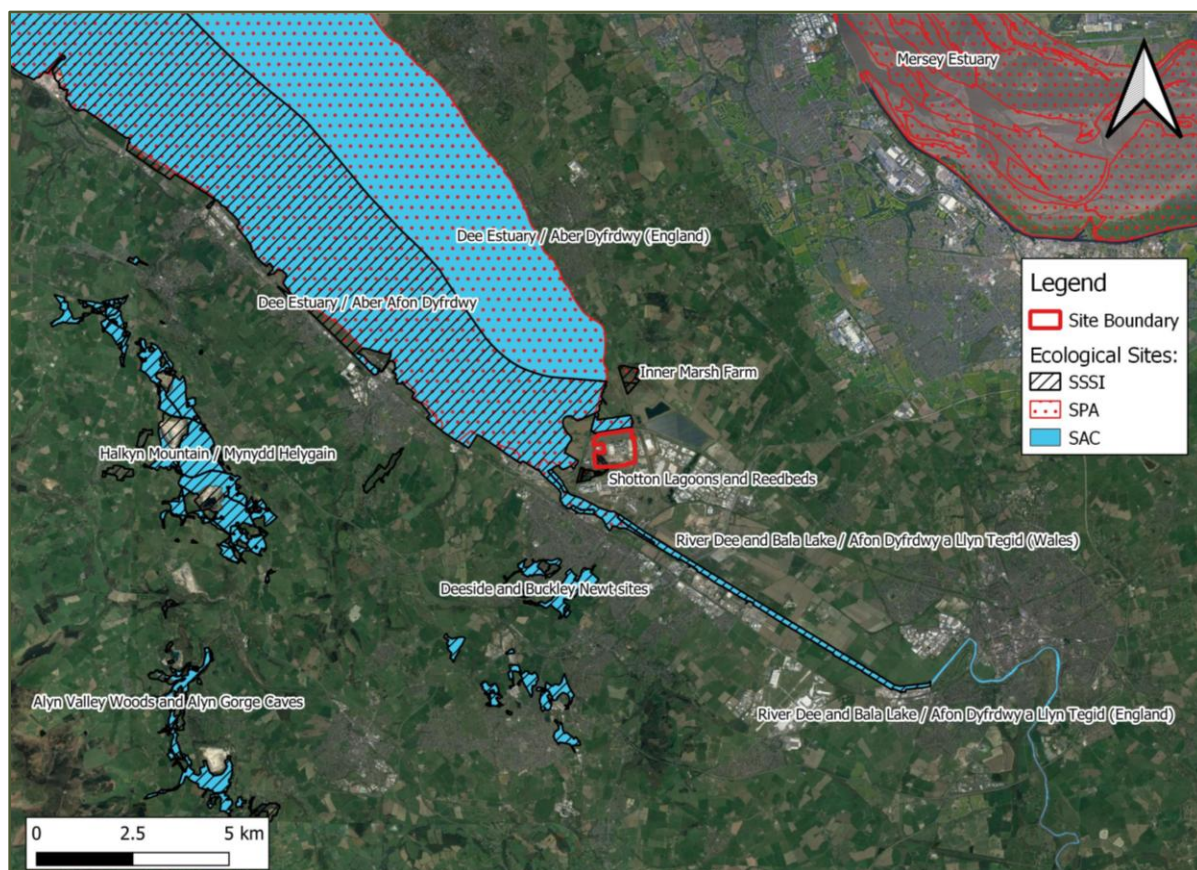 Mersey Estuary
Dee Estuary / Aber Dyfrdwy (England)
Dee Estuary / Aber Afon Dyfrdwy
Inner Marsh Farm
Halkyn Mountain / Mynydd Helygain
Shotton Lagoons and Reedbeds
River Dee and Bala Lake / Afon Dyfrdwy a Llyn Tegid (Wales)
Deeside and Buckley Newt sites
Alyn Valley Woods and Alyn Gorge Caves
River Dee and Bala Lake / Afon Dyfrdwy a Llyn Tegid (England)
Legend
Site Boundary
Ecological Sites:
SSSI
SPA
SAC
0 2.5 5 km